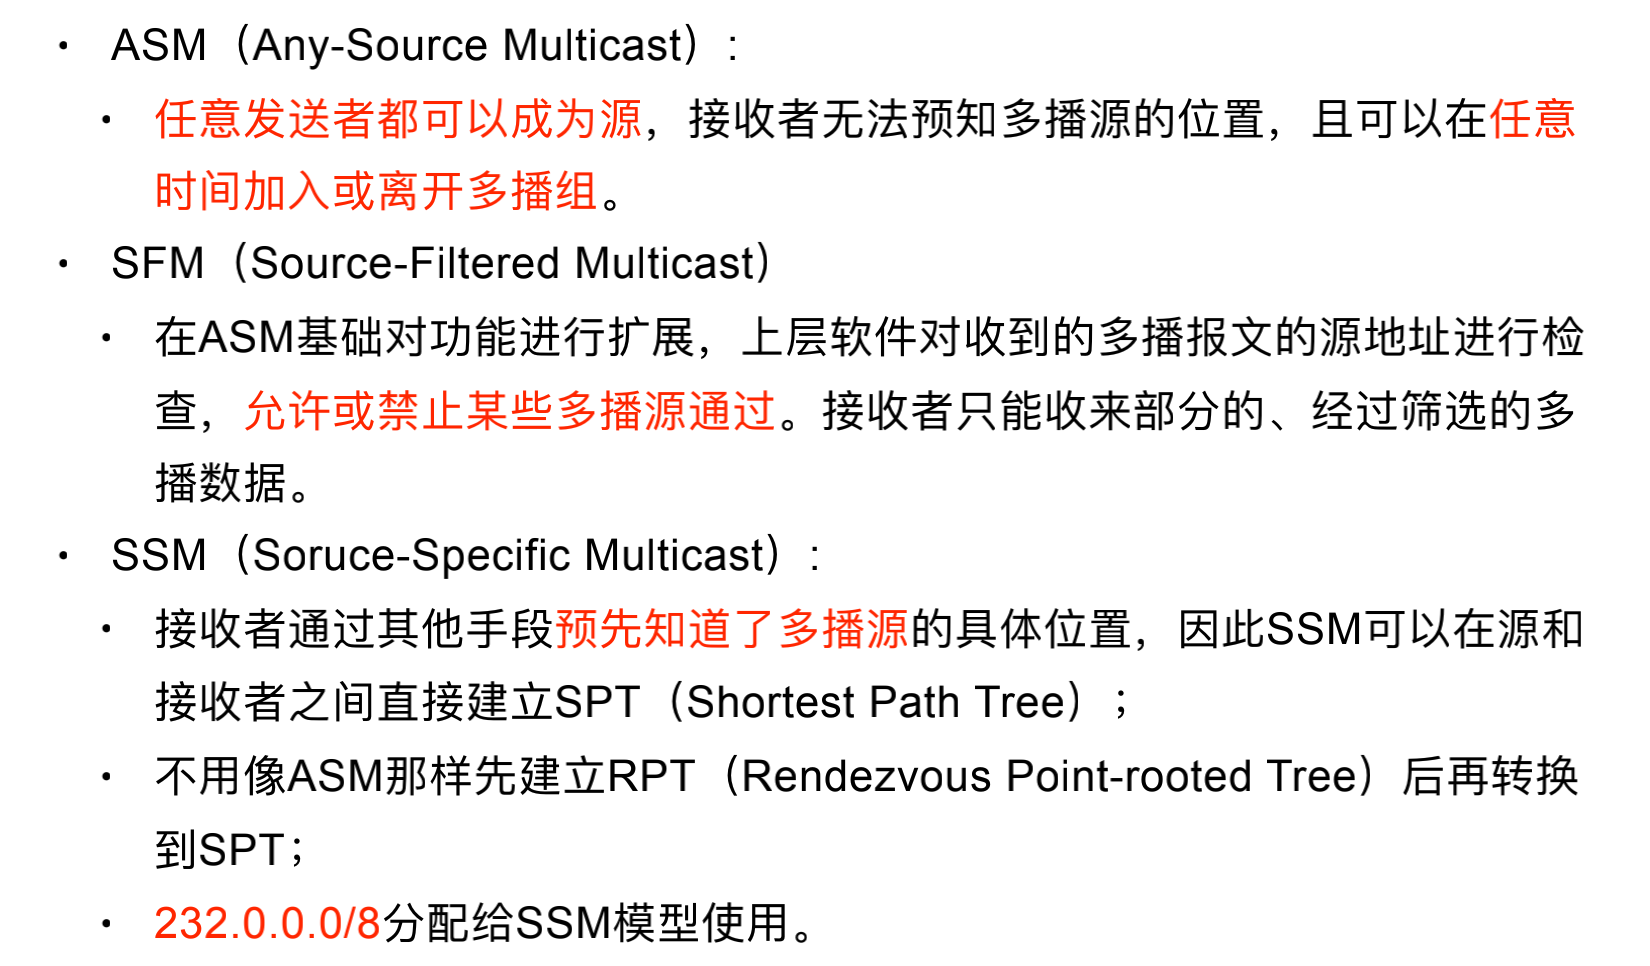 • ASM（Any-Source Multicast）:
• 任意发送者都可以成为源，接收者无法预知多播源的位置，且可以在任意
时间加入或离开多播组。
• SFM（Source-Filtered Multicast）
• 在ASM基础对功能进行扩展，上层软件对收到的多播报文的源地址进行检
查，允许或禁止某些多播源通过。接收者只能收来部分的、经过筛选的多
播数据。
• SSM（Soruce-Specific Multicast）:
• 接收者通过其他手段预先知道了多播源的具体位置，因此SSM可以在源和
接收者之间直接建立SPT（Shortest Path Tree）；
• 不用像ASM那样先建立RPT（Rendezvous Point-rooted Tree）后再转换
到SPT；
• 232.0.0.0/8分配给SSM模型使用。